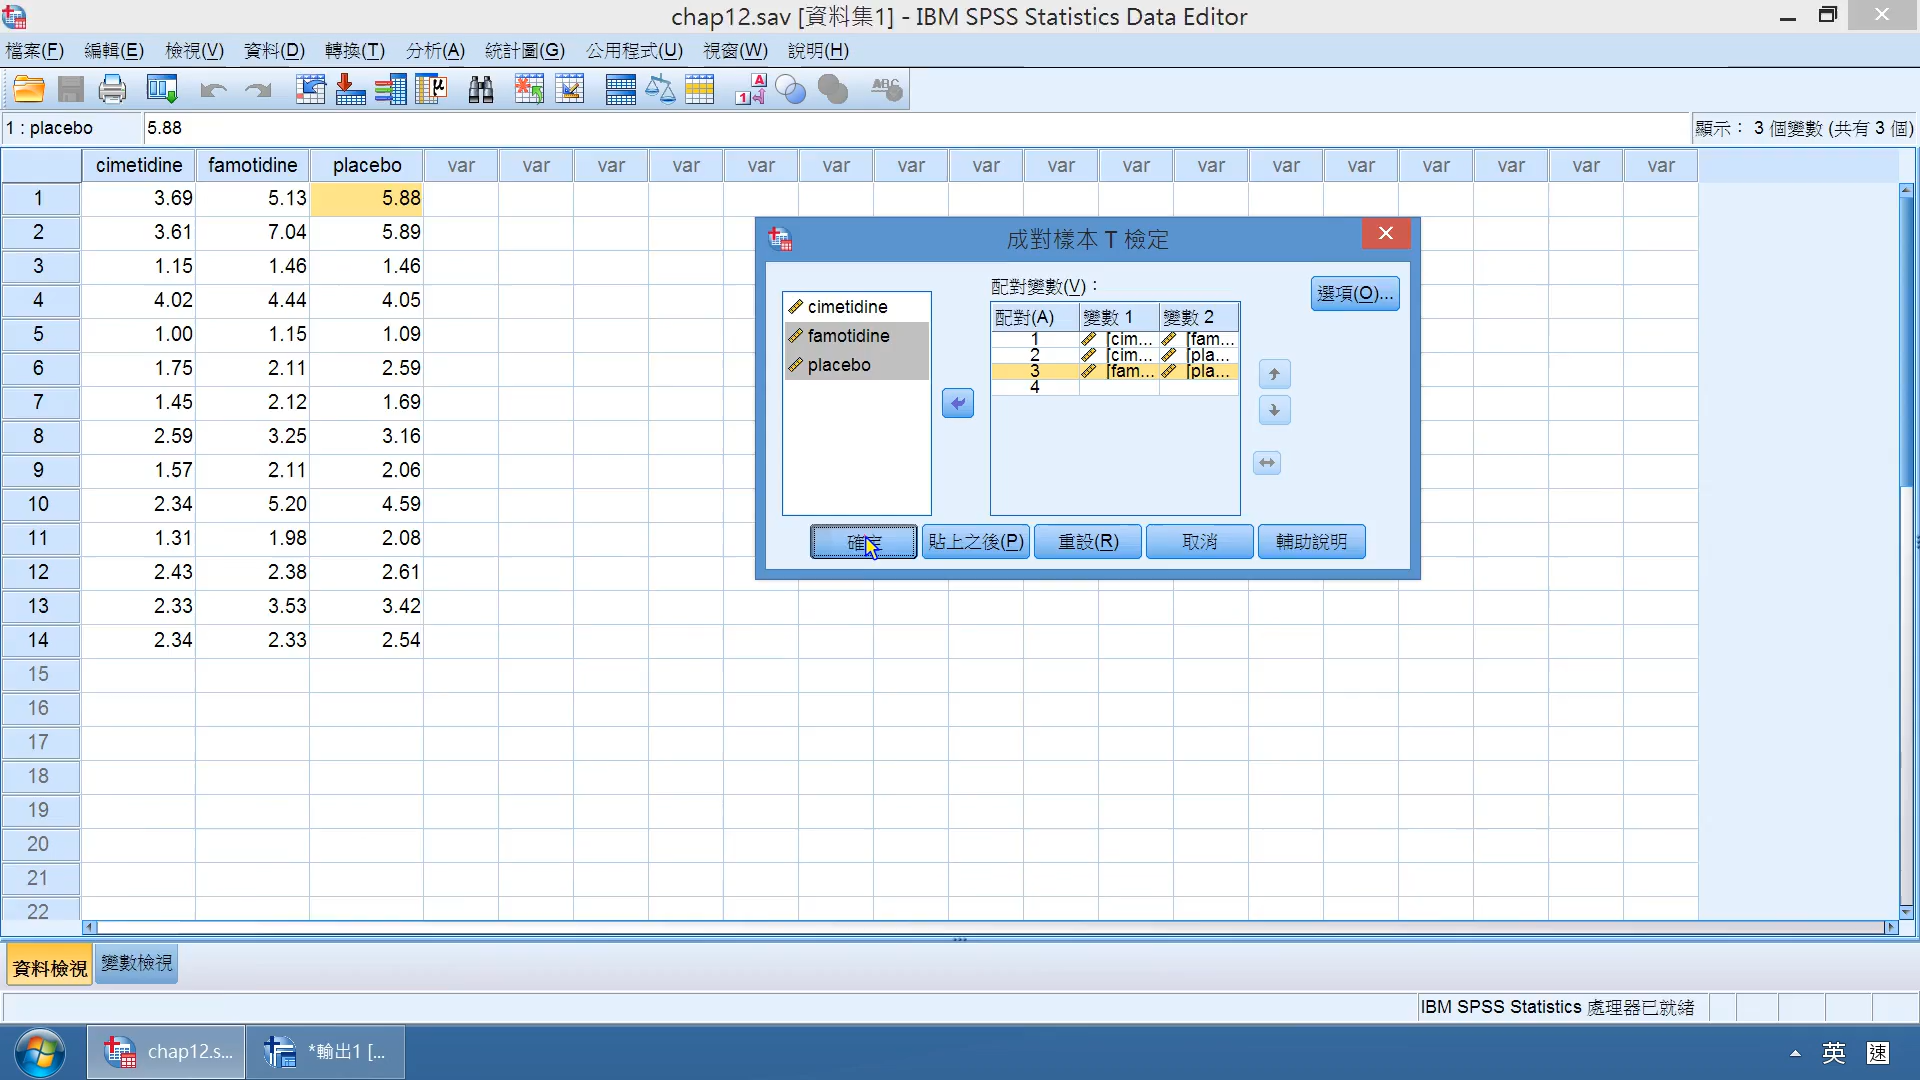 chap12.sav [資料集1] - IBM SPSS Statistics Data Editor
檔案(F) 編輯(E) 檢視(V) 資料(D) 轉換(T) 分析(A) 統計圖(G) 公用程式(U) 視窗(W) 說明(H)
1 : placebo 5.88 顯示： 3 個變數 (共有 3 個)
cimetidine famotidine placebo var var var var var var var var var var var var var var var var var
1 3.69 5.13 5.88
2 3.61 7.04 5.89
3 1.15 1.46 1.46
4 4.02 4.44 4.05
5 1.00 1.15 1.09
6 1.75 2.11 2.59
7 1.45 2.12 1.69
8 2.59 3.25 3.16
9 1.57 2.11 2.06
10 2.34 5.20 4.59
11 1.31 1.98 2.08
12 2.43 2.38 2.61
13 2.33 3.53 3.42
14 2.34 2.33 2.54
15
16
17
18
19
20
21
22
成對樣本 T 檢定
配對變數(V)：
選項(O)...
cimetidine
famotidine
placebo
配對(A) 變數 1 變數 2
1 [cim... [fam...
2 [cim... [pla...
3 [fam... [pla...
4
確定 貼上之後(P) 重設(R) 取消 輔助說明
資料檢視 變數檢視
IBM SPSS Statistics 處理器已就緒
chap12.s... *輸出1 [... 英 速